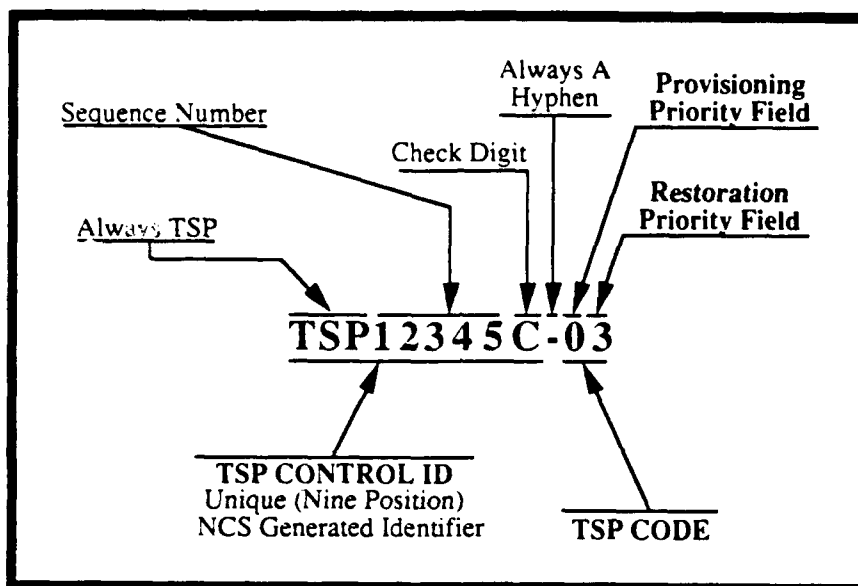 Always A
Hyphen
Provisioning
Priority Field
Sequence Number
Check Digit
Restoration
Priority Field
Always TSP
TSP12345C-03
TSP CONTROL ID
Unique (Nine Position)
NCS Generated Identifier
TSP CODE